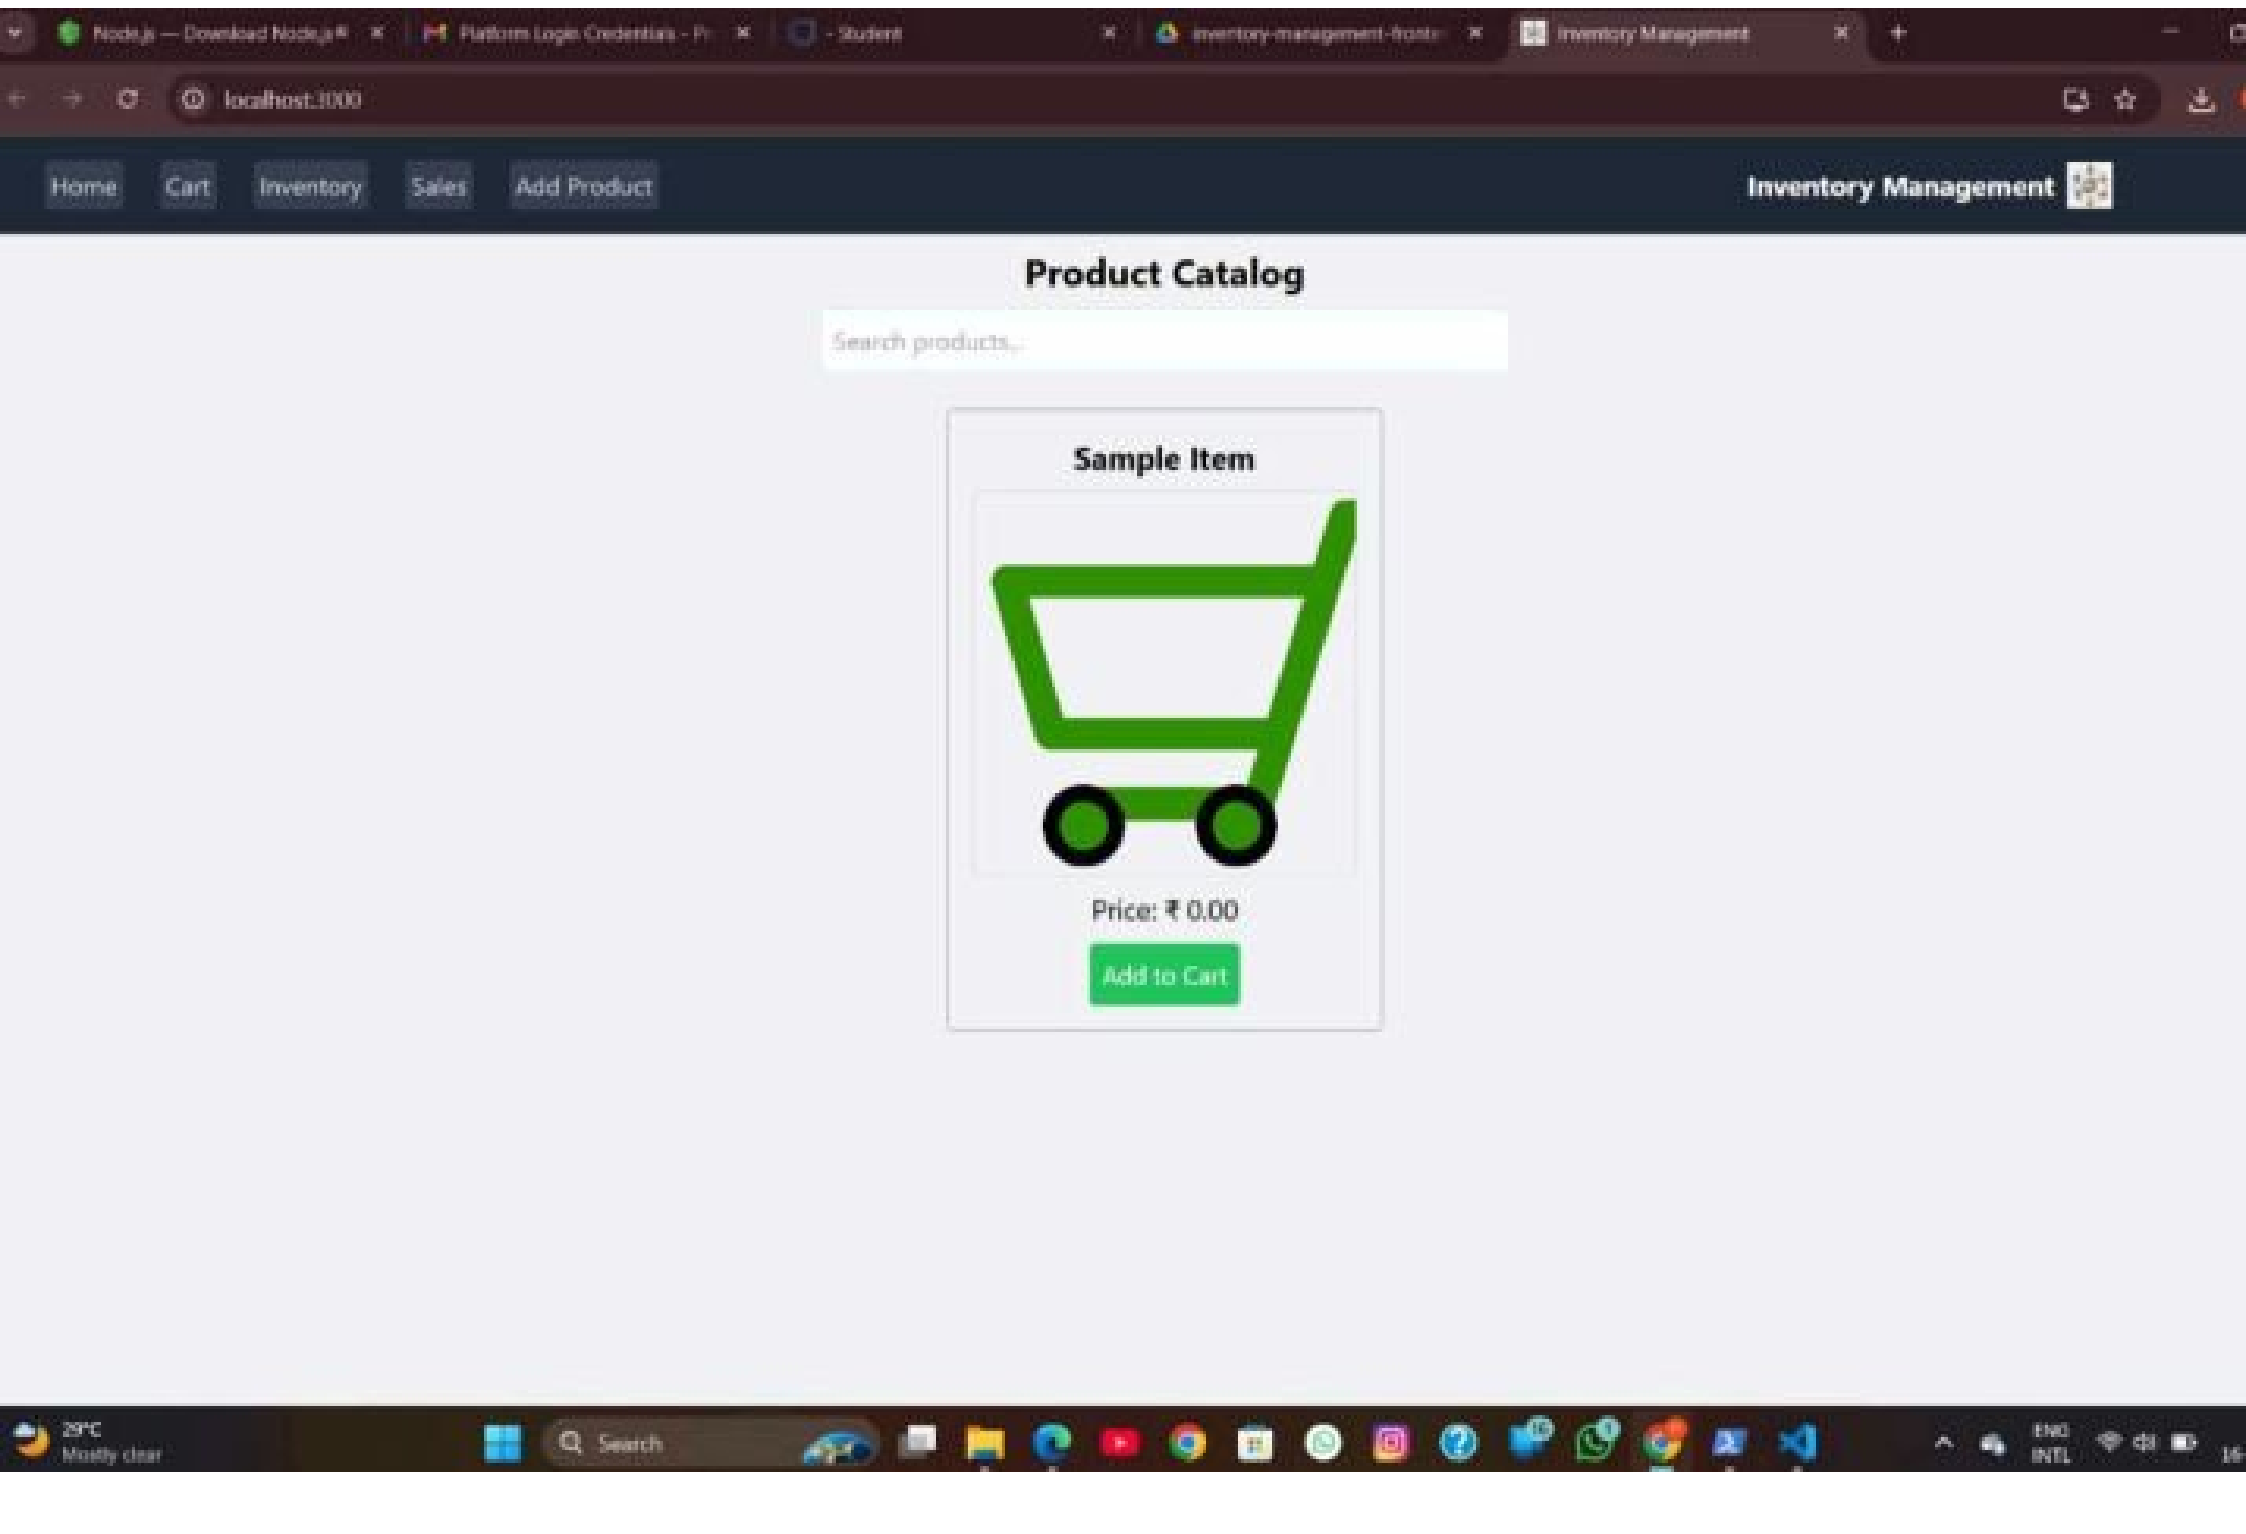 Node.js — Download Node.js®
Platform Login Credentials - Pr
- Student
inventory-management-fronte
Inventory Management
localhost:3000
Home
Cart
Inventory
Sales
Add Product
Inventory Management
Product Catalog
Search products...
Sample Item
Price: ₹ 0.00
Add to Cart
29°C
Mostly clear
Search
ENG
INTL
16-